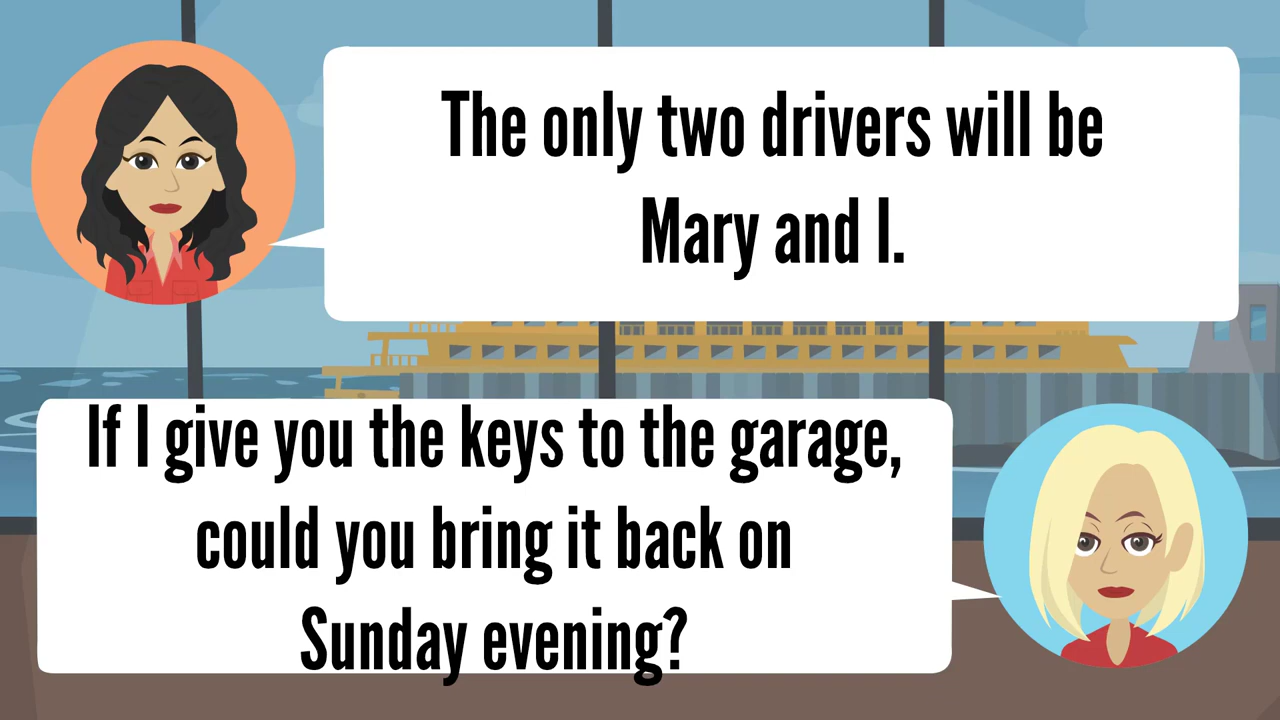 The only two drivers will be
Mary and I.
If I give you the keys to the garage,
could you bring it back on
Sunday evening?